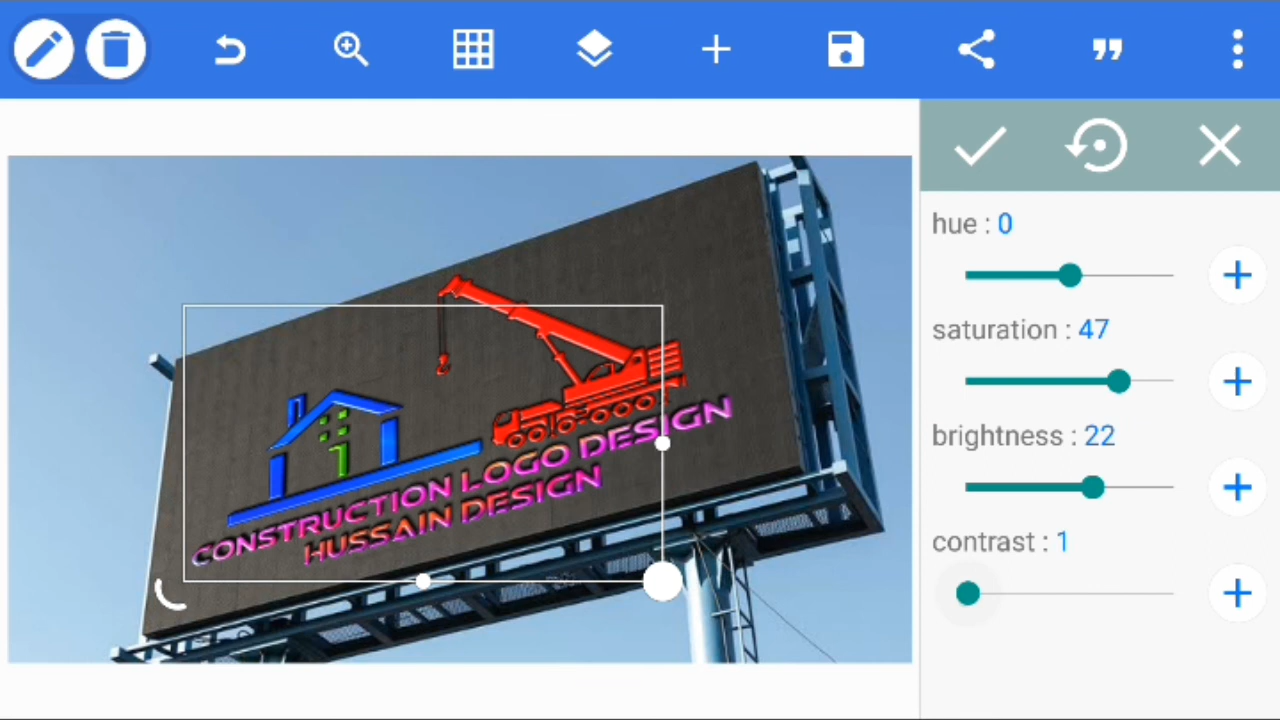 hue : 0
saturation : 47
brightness : 22
contrast : 1
CONSTRUCTION LOGO DESIGN
HUSSAIN DESIGN